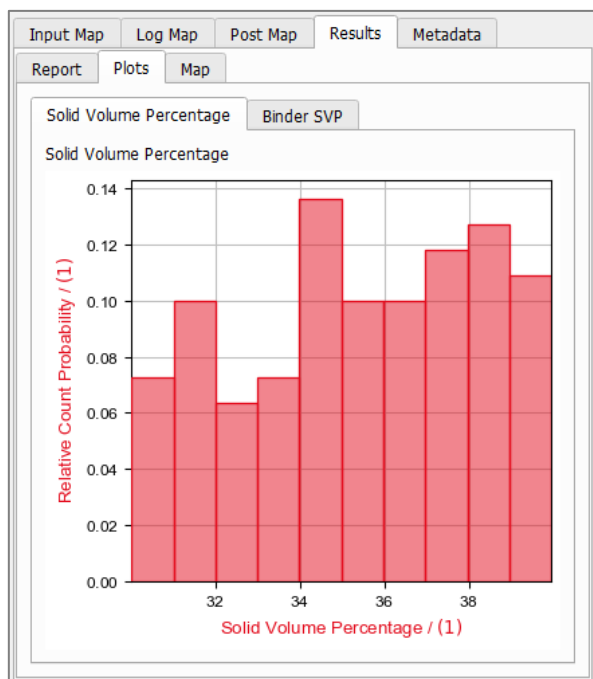 Input Map Log Map Post Map Results Metadata
Report Plots Map
Solid Volume Percentage Binder SVP
Solid Volume Percentage
Relative Count Probability / (1)
0.14
0.12
0.10
0.08
0.06
0.04
0.02
0.00
32 34 36 38
Solid Volume Percentage / (1)